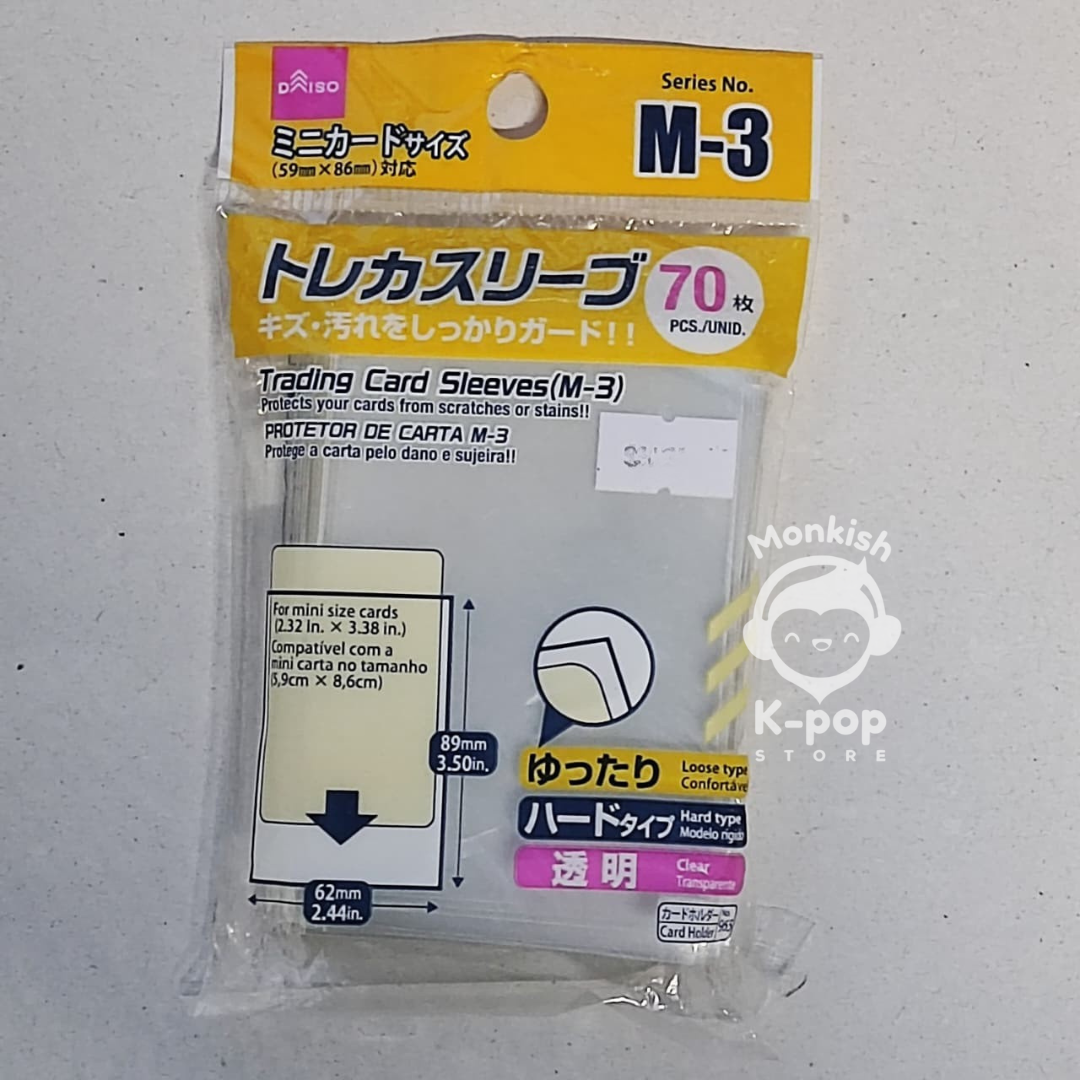 DAISO
ミニカードサイズ
(59㎜×86㎜)対応
Series No.
M-3
トレカスリーブ
70枚
PCS./UNID.
キズ・汚れをしっかりガード!!
Trading Card Sleeves(M-3)
Protects your cards from scratches or stains!!
PROTETOR DE CARTA M-3
Protege a carta pelo dano e sujeira!!
For mini size cards
(2.32 In. × 3.38 in.)
Compatível com a
mini carta no tamanho
(5,9cm × 8,6cm)
89mm
3.50in.
62mm
2.44in.
ゆったり
Loose type
Confortáve
ハードタイプ
Hard type
Modelo rigido
透明
Clear
Transparente
カードホルダー
No.
Card Holder
963
Monkish
K-pop
STORE